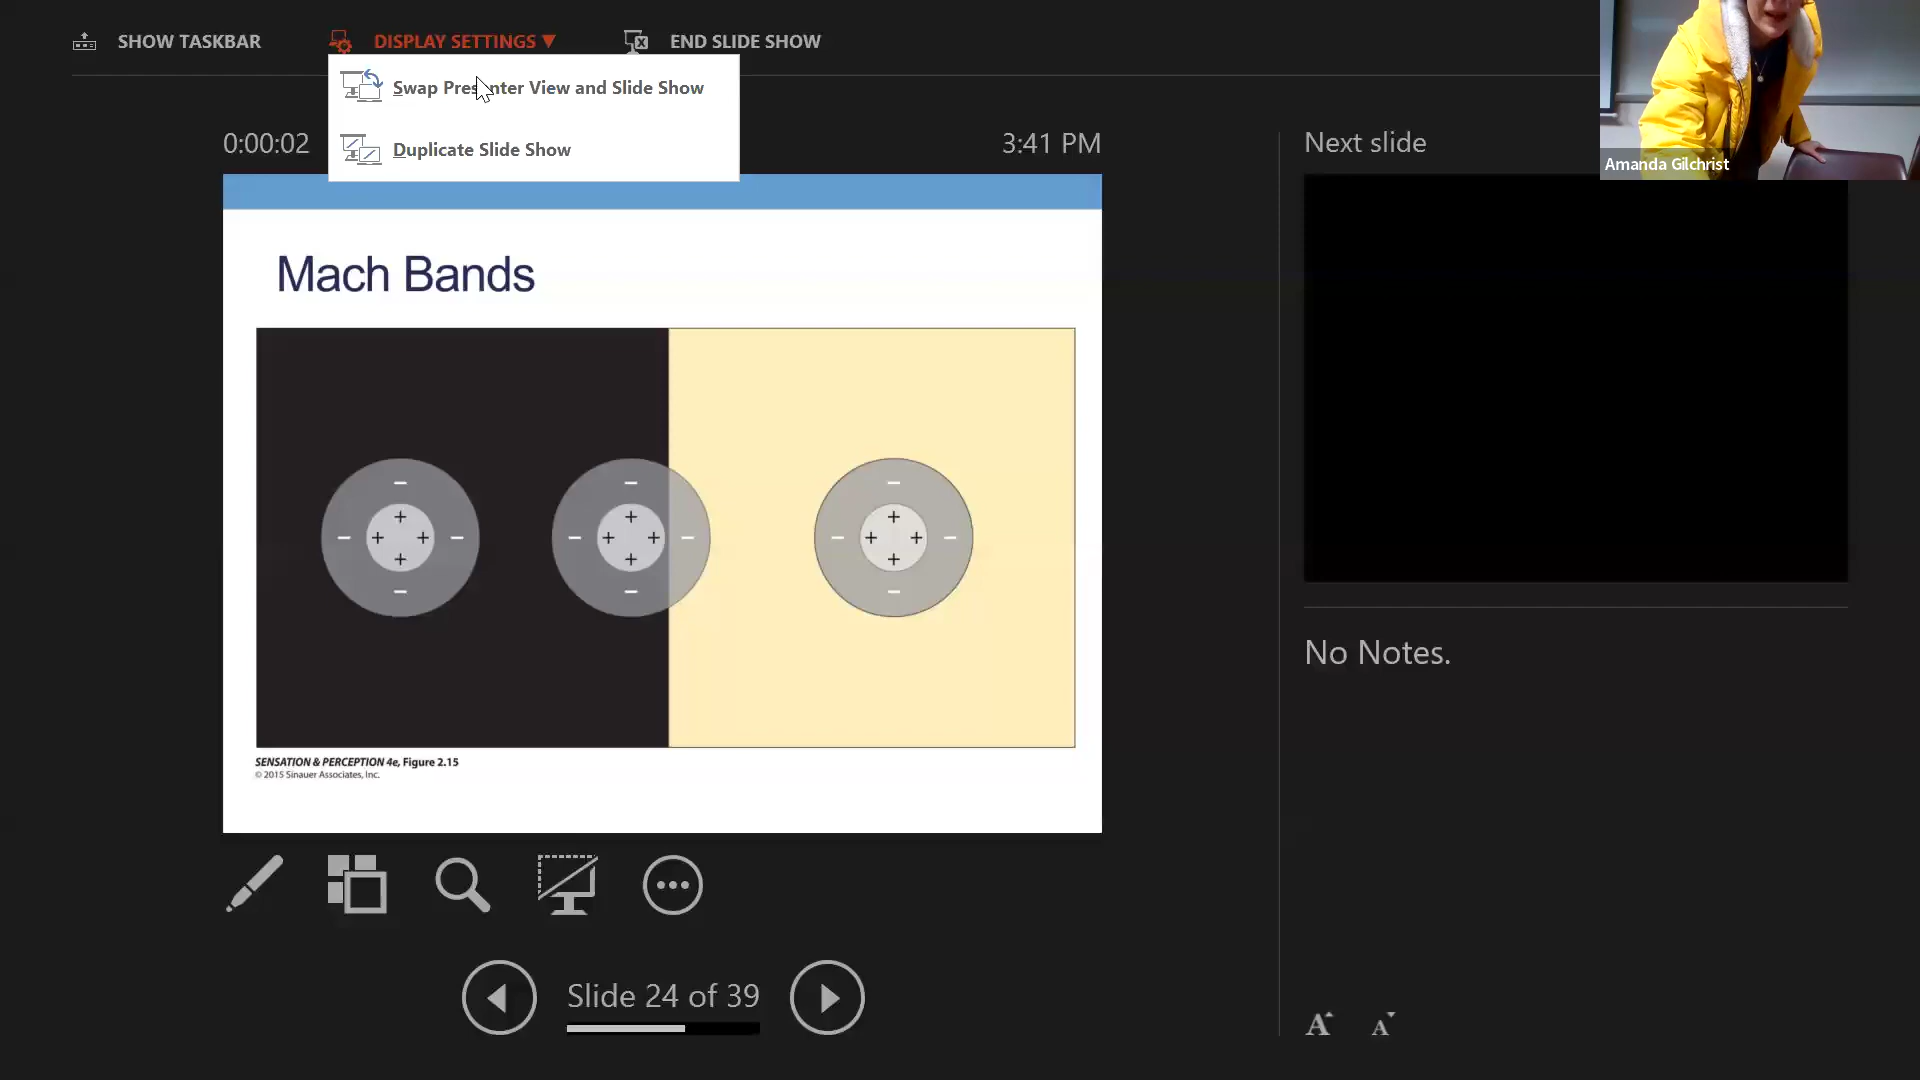 SHOW TASKBAR
DISPLAY SETTINGS ▼
END SLIDE SHOW
Swap Presenter View and Slide Show
Duplicate Slide Show
0:00:02
3:41 PM
Next slide
Amanda Gilchrist
Mach Bands
− − −
+ + +
− + + − − + + − − + + −
+ + +
− − −
SENSATION & PERCEPTION 4e, Figure 2.15
© 2015 Sinauer Associates, Inc.
No Notes.
Slide 24 of 39
A A